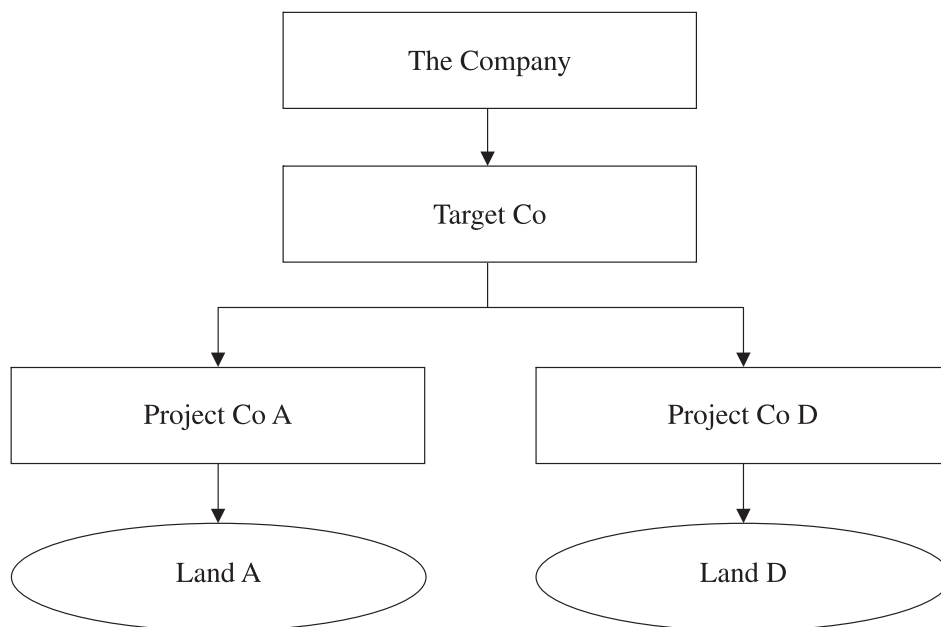 The Company
Target Co
Project Co A
Project Co D
Land A
Land D